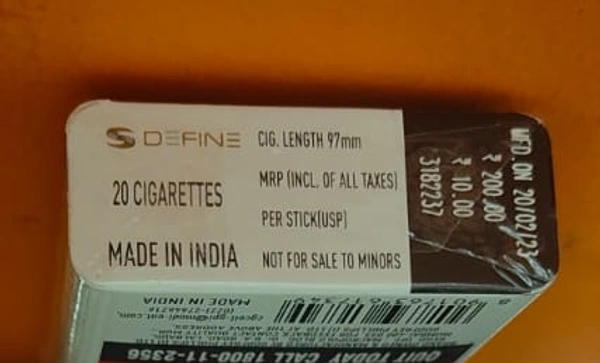 DEFINE
CIG. LENGTH 97mm
20 CIGARETTES
MRP (INCL. OF ALL TAXES)
PER STICK(USP)
MADE IN INDIA
NOT FOR SALE TO MINORS
MFD. ON 20/02/23
₹ 200.00
₹ 10.00
3182237
MADE IN INDIA
QUIT TODAY CALL 1800-11-2356